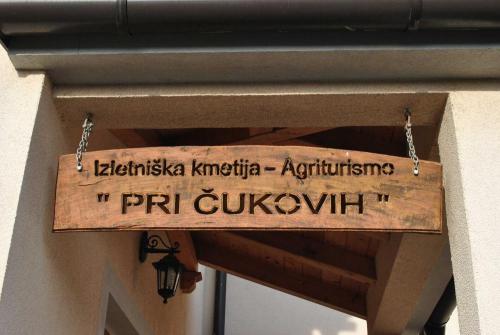 Izletniška kmetija – Agriturismo
" PRI ČUKOVIH "